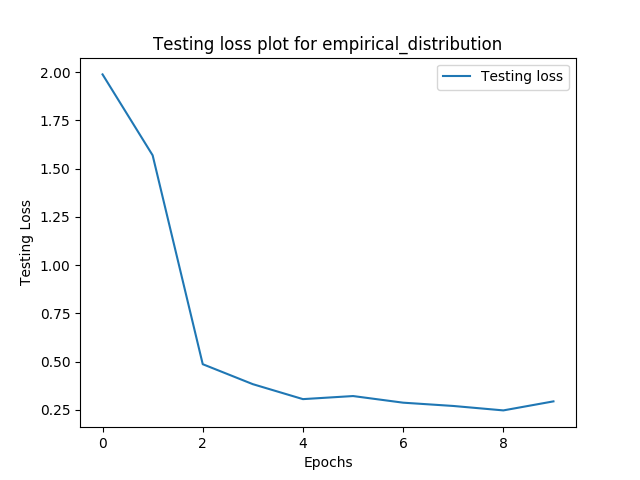 Testing loss plot for empirical_distribution
Testing loss
2.00
1.75
1.50
1.25
1.00
0.75
0.50
0.25
Testing Loss
0 2 4 6 8
Epochs